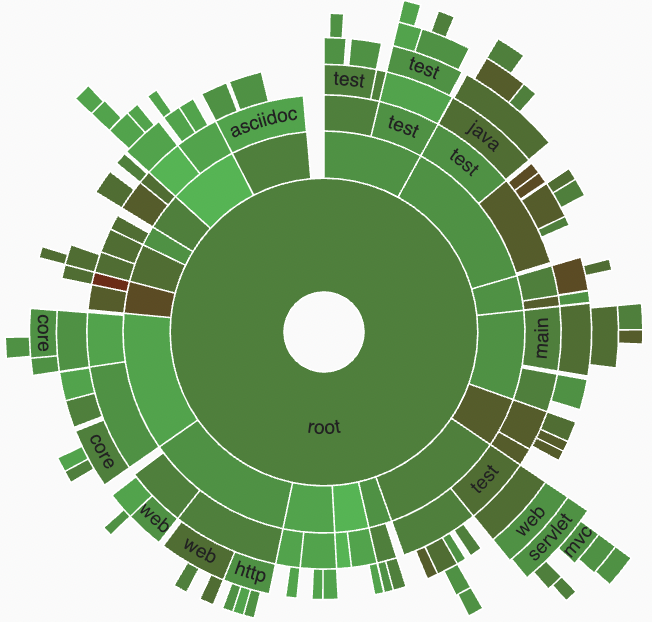 asciidoc
test
test
test
java
test
core
main
core
root
test
web
web
web
servlet
mvc
http